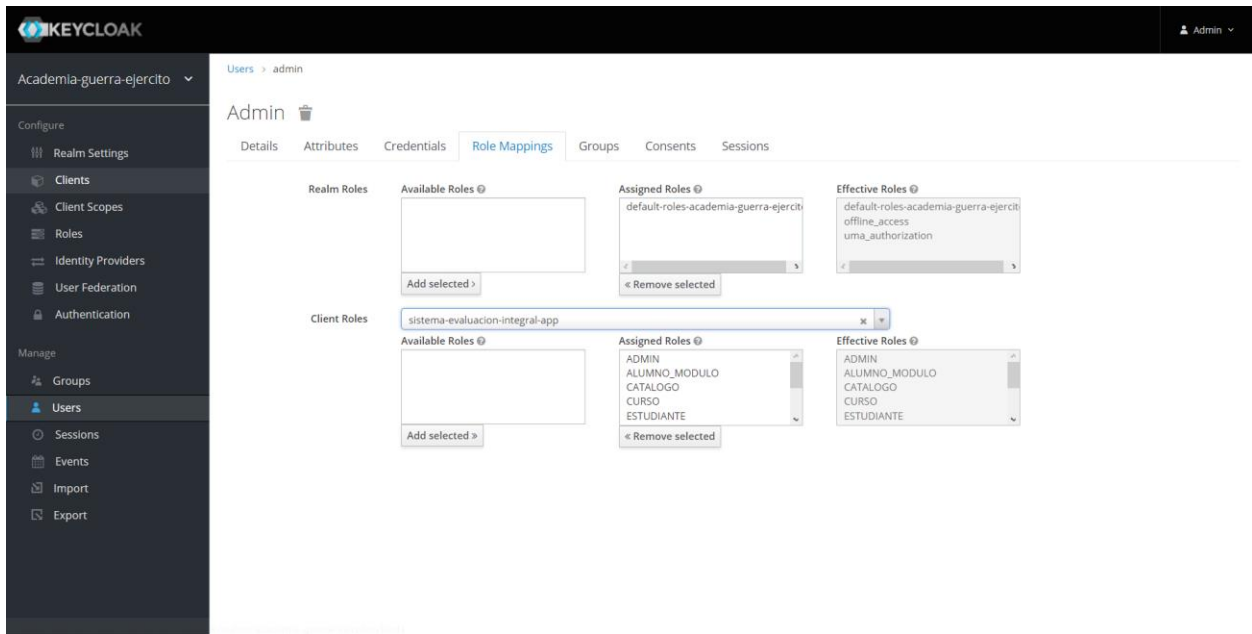 KEYCLOAK
Admin
Academia-guerra-ejercito
Configure
Realm Settings
Clients
Client Scopes
Roles
Identity Providers
User Federation
Authentication
Manage
Groups
Users
Sessions
Events
Import
Export
Users > admin
Admin
Details Attributes Credentials Role Mappings Groups Consents Sessions
Realm Roles Available Roles Assigned Roles Effective Roles
default-roles-academia-guerra-ejercito default-roles-academia-guerra-ejercit
offline_access
uma_authorization
Add selected > « Remove selected
Client Roles sistema-evaluacion-integral-app
Available Roles Assigned Roles Effective Roles
ADMIN ADMIN
ALUMNO_MODULO ALUMNO_MODULO
CATALOGO CATALOGO
CURSO CURSO
ESTUDIANTE ESTUDIANTE
Add selected » « Remove selected